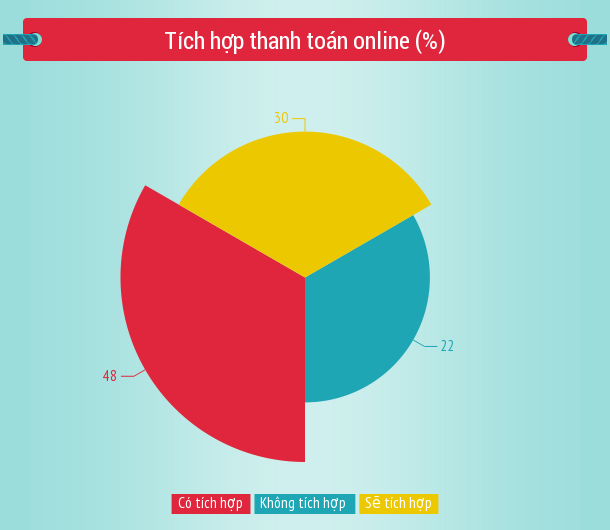 Tích hợp thanh toán online (%)
30
22
48
Có tích hợp Không tích hợp Sẽ tích hợp